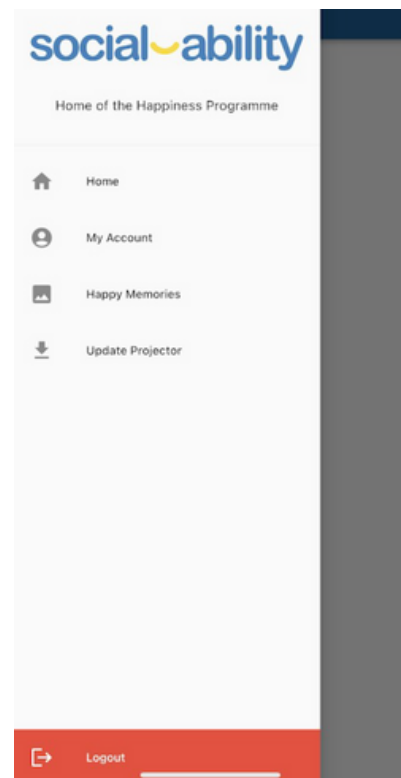 social ability
Home of the Happiness Programme
Home
My Account
Happy Memories
Update Projector
Logout